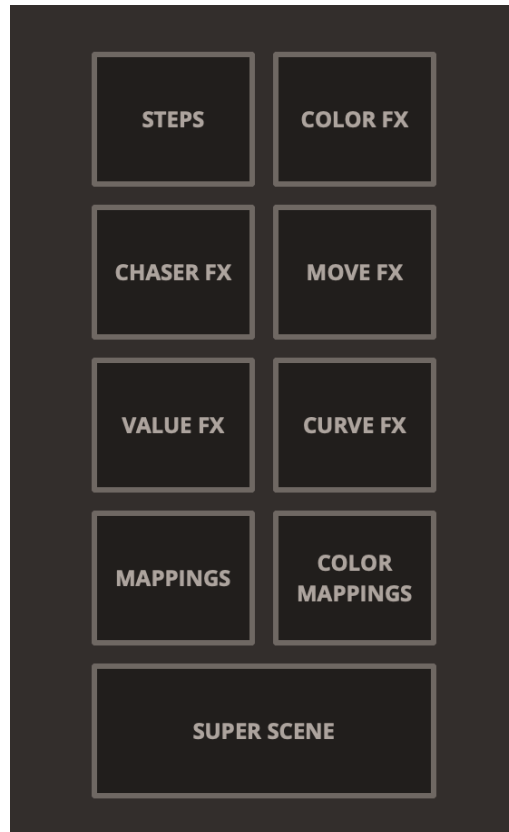 STEPS
COLOR FX
CHASER FX
MOVE FX
VALUE FX
CURVE FX
MAPPINGS
COLOR
MAPPINGS
SUPER SCENE